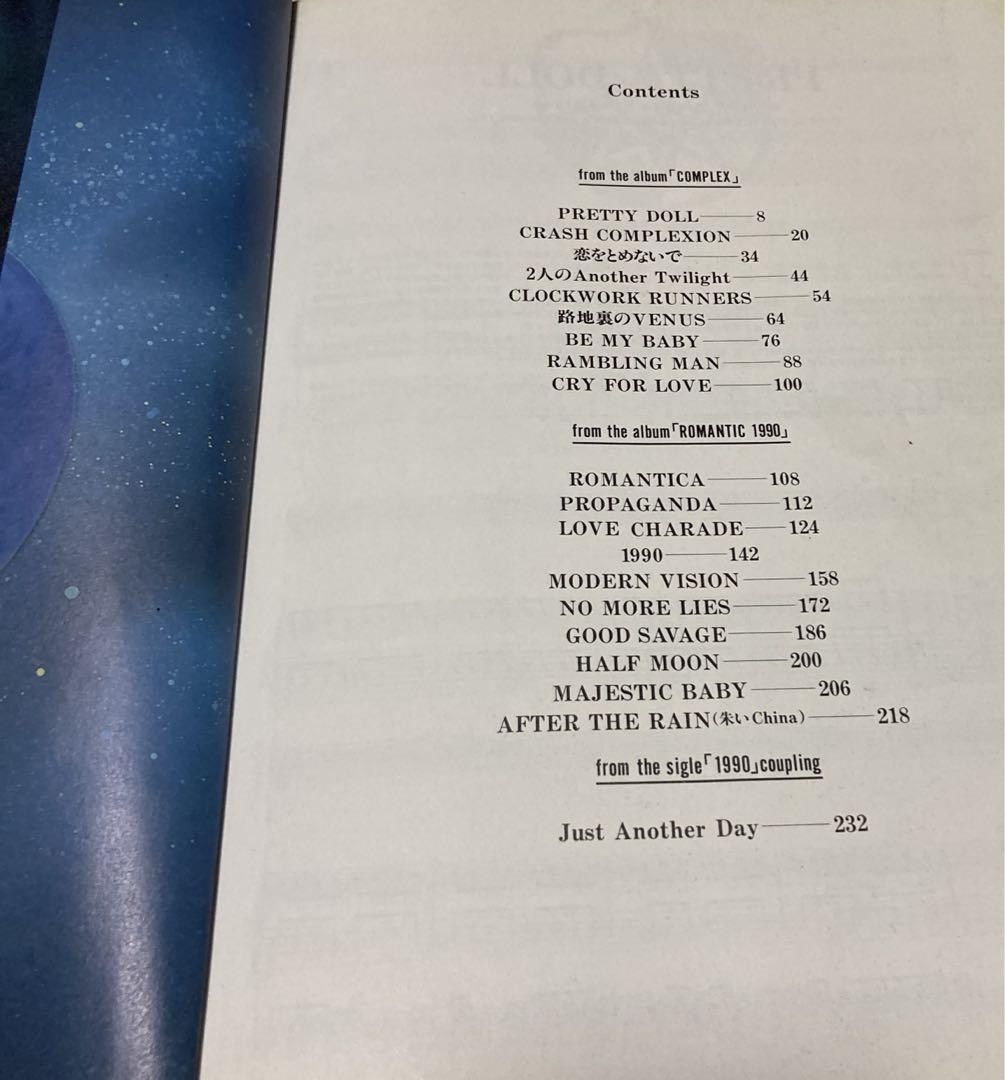 Contents
from the album「COMPLEX」
PRETTY DOLL――8
CRASH COMPLEXION――20
恋をとめないで――34
2人のAnother Twilight――44
CLOCKWORK RUNNERS――54
路地裏のVENUS――64
BE MY BABY――76
RAMBLING MAN――88
CRY FOR LOVE――100
from the album「ROMANTIC 1990」
ROMANTICA――108
PROPAGANDA――112
LOVE CHARADE――124
1990――142
MODERN VISION――158
NO MORE LIES――172
GOOD SAVAGE――186
HALF MOON――200
MAJESTIC BABY――206
AFTER THE RAIN(朱いChina)――218
from the sigle「1990」coupling
Just Another Day――232